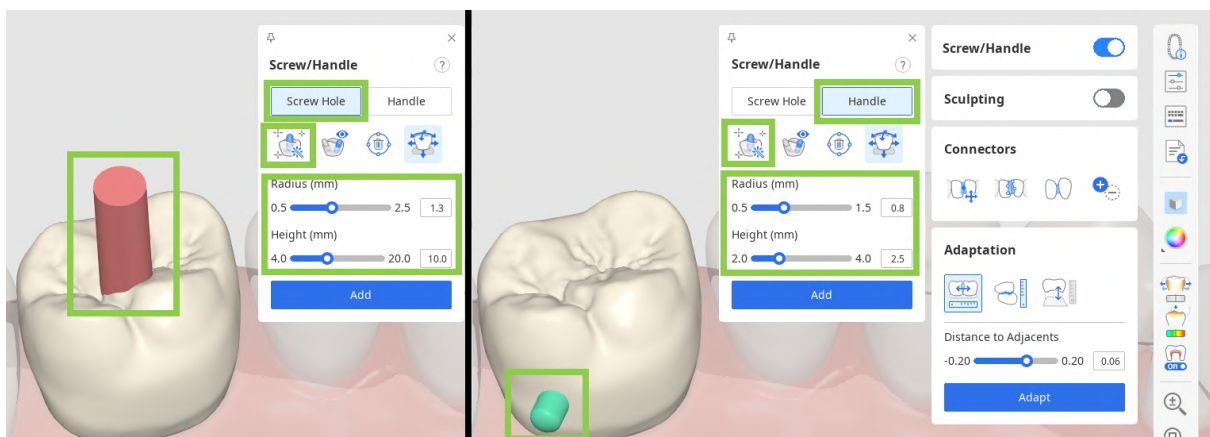 Screw/Handle
?
Screw Hole
Handle
Radius (mm)
0.5 2.5 1.3
Height (mm)
4.0 20.0 10.0
Add
Screw/Handle
?
Screw Hole
Handle
Radius (mm)
0.5 1.5 0.8
Height (mm)
2.0 4.0 2.5
Add
Screw/Handle
Sculpting
Connectors
Adaptation
Distance to Adjacents
-0.20 0.20 0.06
Adapt
ON